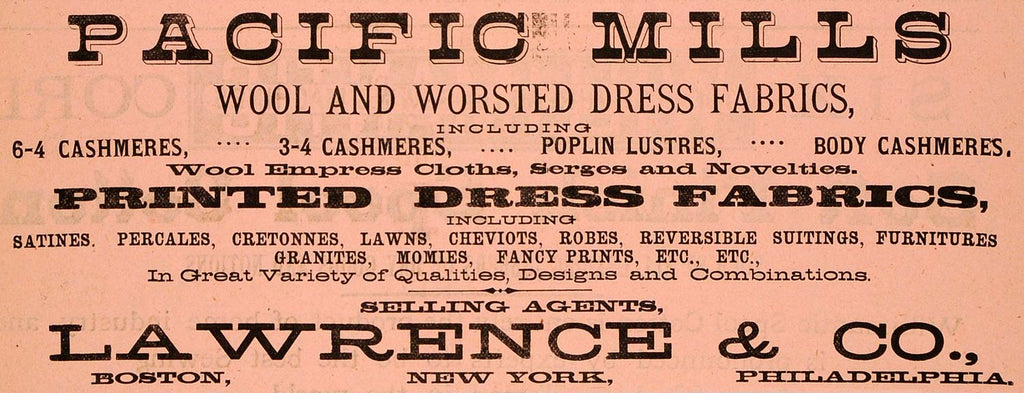 PACIFIC MILLS
WOOL AND WORSTED DRESS FABRICS,
INCLUDING
6-4 CASHMERES, .... 3-4 CASHMERES, .... POPLIN LUSTRES, .... BODY CASHMERES.
Wool Empress Cloths, Serges and Novelties.
PRINTED DRESS FABRICS,
INCLUDING
SATINES. PERCALES, CRETONNES, LAWNS, CHEVIOTS, ROBES, REVERSIBLE SUITINGS, FURNITURES
GRANITES, MOMIES, FANCY PRINTS, ETC., ETC.,
In Great Variety of Qualities, Designs and Combinations.
SELLING AGENTS,
LAWRENCE & CO.,
BOSTON, NEW YORK, PHILADELPHIA.